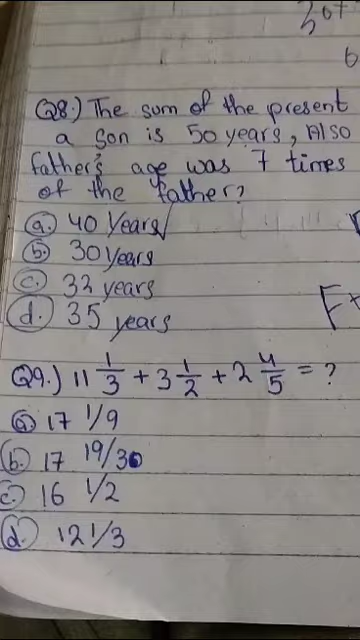 30+
6
Q8.) The sum of the present
a son is 50 years, Also
father's age was 7 times
of the father?
a. 40 Years
b. 30 Years
c. 32 years
d. 35 years
F
Q9.) 11 1/3 + 3 1/2 + 2 4/5 = ?
a 17 1/9
b. 17 19/30
c 16 1/2
d. 12 1/3